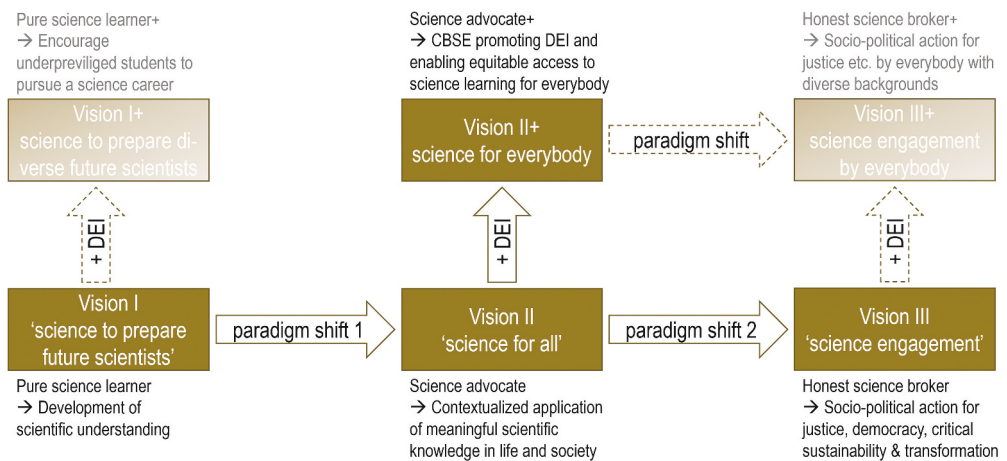 Pure science learner+
→ Encourage
underpreviliged students to
pursue a science career
Vision I+
science to prepare di-
verse future scientists
+ DEI
Vision I
‘science to prepare
future scientists’
Pure science learner
→ Development of
scientific understanding
paradigm shift 1
Science advocate+
→ CBSE promoting DEI and
enabling equitable access to
science learning for everybody
Vision II+
science for everybody
+ DEI
Vision II
‘science for all’
Science advocate
→ Contextualized application
of meaningful scientific
knowledge in life and society
paradigm shift
paradigm shift 2
Honest science broker+
→ Socio-political action for
justice etc. by everybody with
diverse backgrounds
Vision III+
science engagement
by everybody
+ DEI
Vision III
‘science engagement’
Honest science broker
→ Socio-political action for
justice, democracy, critical
sustainability & transformation